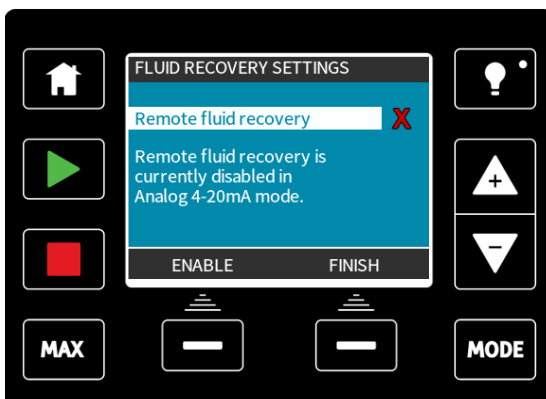 FLUID RECOVERY SETTINGS
Remote fluid recovery X
Remote fluid recovery is
currently disabled in
Analog 4-20mA mode.
ENABLE FINISH
MAX
MODE